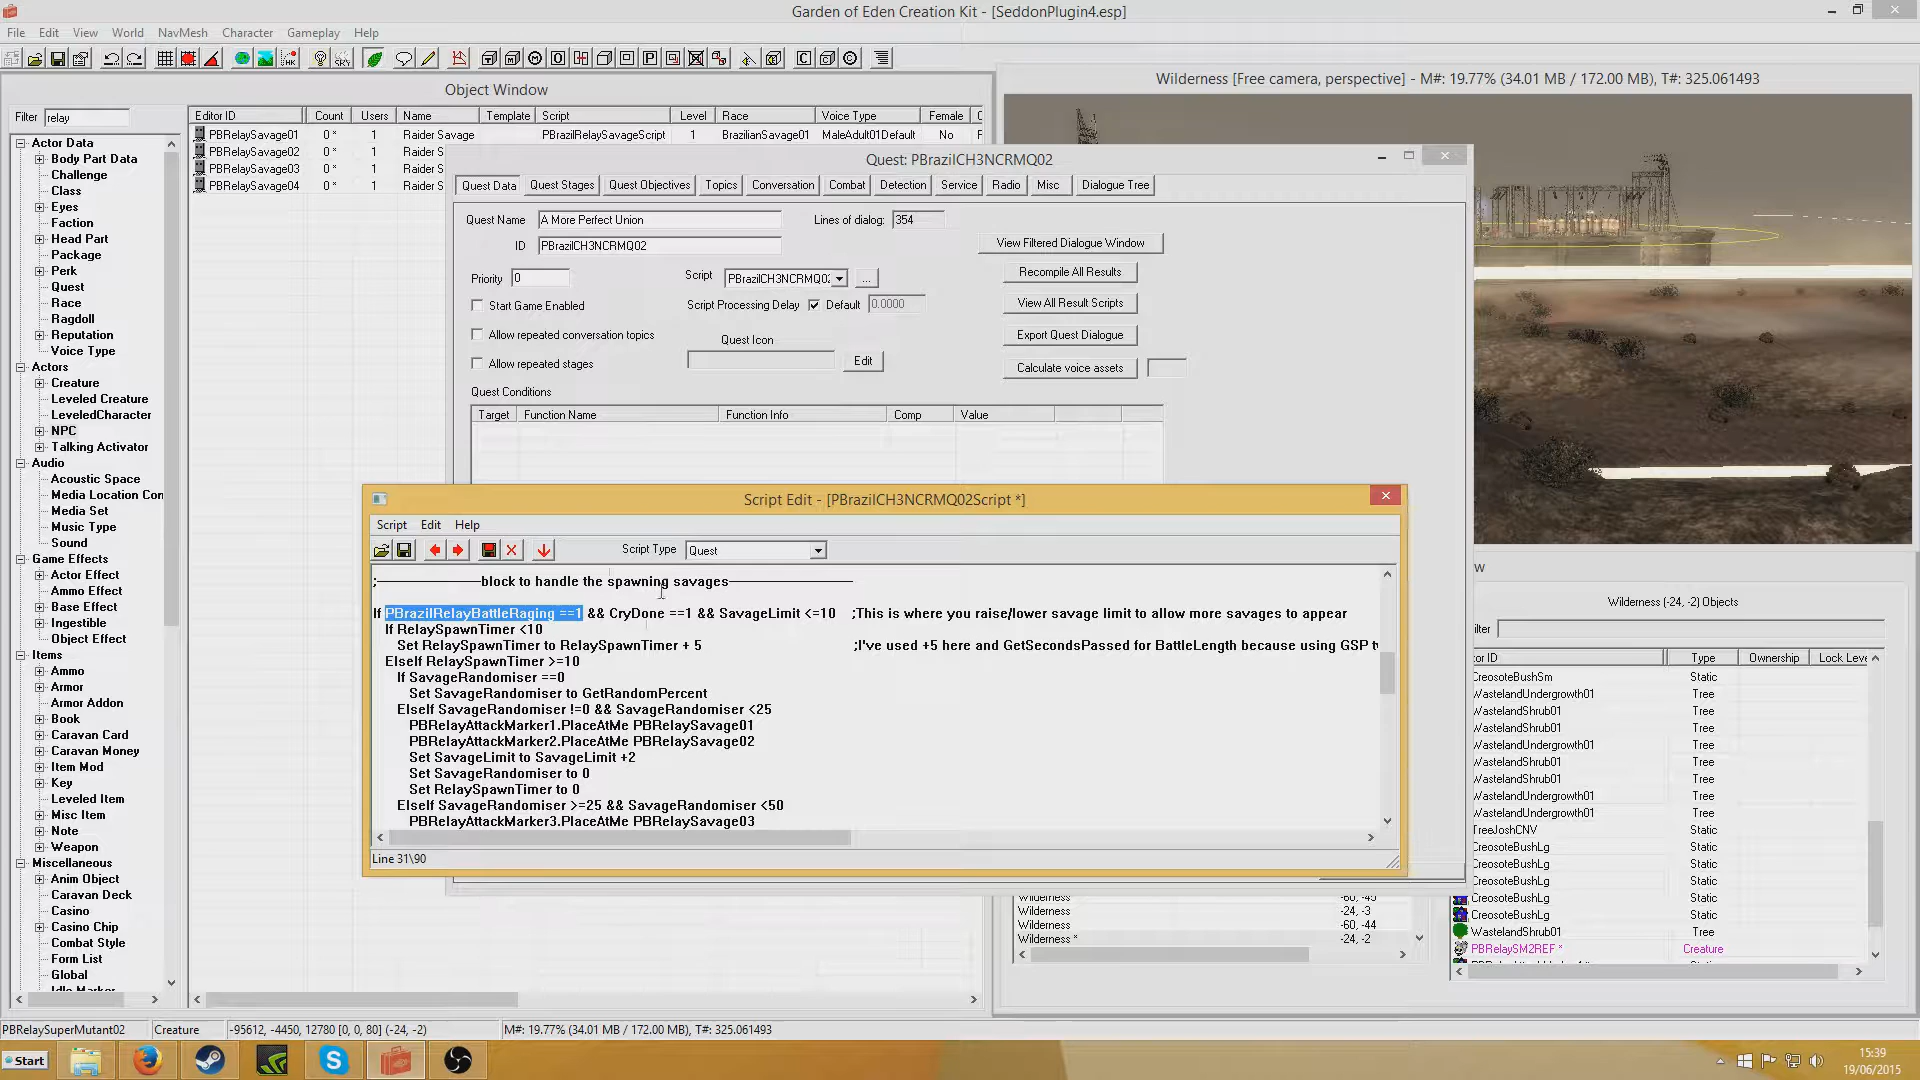 Garden of Eden Creation Kit - [SeddonPlugin4.esp]
File Edit View World NavMesh Character Gameplay Help
Object Window
Filter relay
Editor ID Count Users Name Template Script Level Race Voice Type Female
PBRelaySavage01 0 * 1 Raider Savage PBrazilRelaySavageScript 1 BrazilianSavage01 MaleAdult01Default No
PBRelaySavage02 0 * 1 Raider S
PBRelaySavage03 0 * 1 Raider S
PBRelaySavage04 0 * 1 Raider S
Actor Data
Body Part Data
Challenge
Class
Eyes
Faction
Head Part
Package
Perk
Quest
Race
Ragdoll
Reputation
Voice Type
Actors
Creature
Leveled Creature
LeveledCharacter
NPC
Talking Activator
Audio
Acoustic Space
Media Location Con
Media Set
Music Type
Sound
Game Effects
Actor Effect
Ammo Effect
Base Effect
Ingestible
Object Effect
Items
Ammo
Armor
Armor Addon
Book
Caravan Card
Caravan Money
Item Mod
Key
Leveled Item
Misc Item
Note
Weapon
Miscellaneous
Anim Object
Caravan Deck
Casino
Casino Chip
Combat Style
Form List
Global
Idle Marker
Wilderness [Free camera, perspective] - M#: 19.77% (34.01 MB / 172.00 MB), T#: 325.061493
Quest: PBrazilCH3NCRMQ02
Quest Data Quest Stages Quest Objectives Topics Conversation Combat Detection Service Radio Misc Dialogue Tree
Quest Name A More Perfect Union Lines of dialog: 354
ID PBrazilCH3NCRMQ02
View Filtered Dialogue Window
Priority 0 Script PBrazilCH3NCRMQ0 ...
Recompile All Results
Start Game Enabled Script Processing Delay Default 0.0000
View All Result Scripts
Allow repeated conversation topics Quest Icon
Export Quest Dialogue
Allow repeated stages Edit
Calculate voice assets
Quest Conditions
Target Function Name Function Info Comp Value
Script Edit - [PBrazilCH3NCRMQ02Script *]
Script Edit Help
Script Type Quest
;----------------block to handle the spawning savages-------------------
If PBrazilRelayBattleRaging ==1 && CryDone ==1 && SavageLimit <=10 ;This is where you raise/lower savage limit to allow more savages to appear
If RelaySpawnTimer <10
Set RelaySpawnTimer to RelaySpawnTimer + 5 ;I've used +5 here and GetSecondsPassed for BattleLength because using GSP
ElseIf RelaySpawnTimer >=10
If SavageRandomiser ==0
Set SavageRandomiser to GetRandomPercent
ElseIf SavageRandomiser !=0 && SavageRandomiser <25
PBRelayAttackMarker1.PlaceAtMe PBRelaySavage01
PBRelayAttackMarker2.PlaceAtMe PBRelaySavage02
Set SavageLimit to SavageLimit +2
Set SavageRandomiser to 0
Set RelaySpawnTimer to 0
ElseIf SavageRandomiser >=25 && SavageRandomiser <50
PBRelayAttackMarker3.PlaceAtMe PBRelaySavage03
Line 31\90
w
Wilderness (-24, -2) Objects
ilter
or ID Type Ownership Lock Leve
CreosoteBushSm Static
WastelandUndergrowth01 Tree
WastelandShrub01 Tree
WastelandShrub01 Tree
WastelandUndergrowth01 Tree
WastelandShrub01 Tree
WastelandShrub01 Tree
WastelandUndergrowth01 Tree
WastelandShrub01 Tree
TreeJoshCNV Static
CreosoteBushLg Static
CreosoteBushLg Static
CreosoteBushLg Static
CreosoteBushLg Static
CreosoteBushLg Static
WastelandShrub01 Tree
PBRelaySM2REF * Creature
Wilderness -60, -45
Wilderness -24, -3
Wilderness -60, -44
Wilderness * -24, -2
PBRelaySuperMutant02 Creature -95612, -4450, 12780 [0, 0, 80] (-24, -2) M#: 19.77% (34.01 MB / 172.00 MB), T#: 325.061493
Start
15:39
19/06/2015